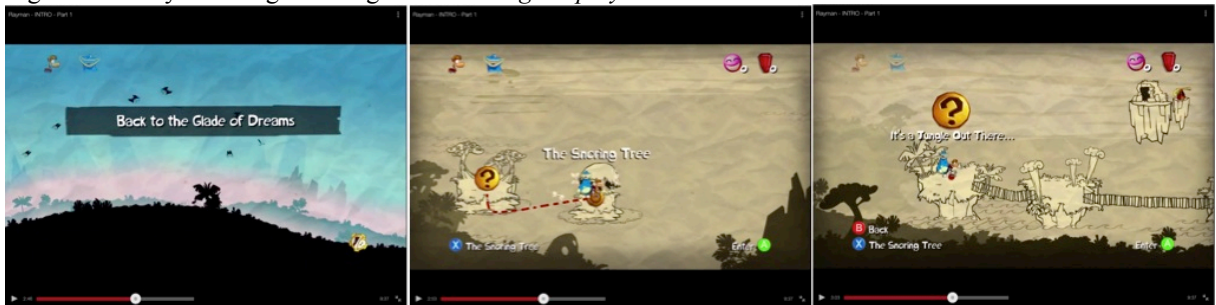 Rayman - INTRO - Part 1
Back to the Glade of Dreams
Rayman - INTRO - Part 1
?
The Snoring Tree
X The Snoring Tree
Enter A
Rayman - INTRO - Part 1
?
It's a Jungle Out There...
B Back
X The Snoring Tree
Enter A